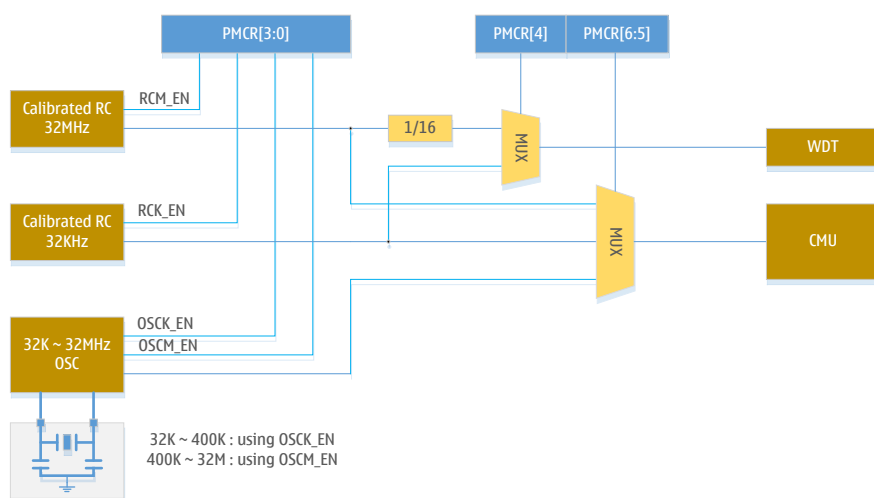 PMCR[3:0]
PMCR[4]
PMCR[6:5]
RCM_EN
Calibrated RC
32MHz
1/16
MUX
WDT
RCK_EN
Calibrated RC
32KHz
MUX
CMU
OSCK_EN
OSCM_EN
32K ~ 32MHz
OSC
32K ~ 400K : using OSCK_EN
400K ~ 32M : using OSCM_EN